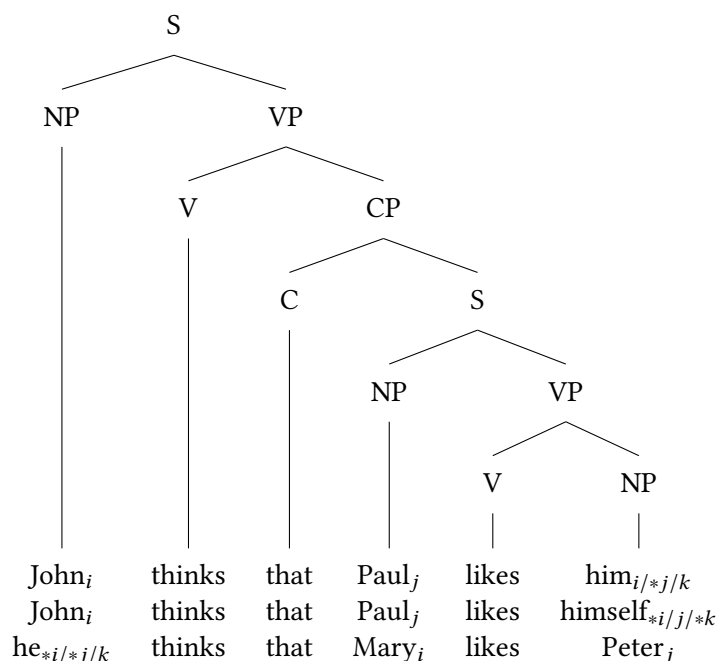 S
NP VP
V CP
C S
NP VP
V NP
John_i thinks that Paul_j likes him_{i/∗j/k}
John_i thinks that Paul_j likes himself_{∗i/j/∗k}
he_{∗i/∗j/k} thinks that Mary_i likes Peter_j